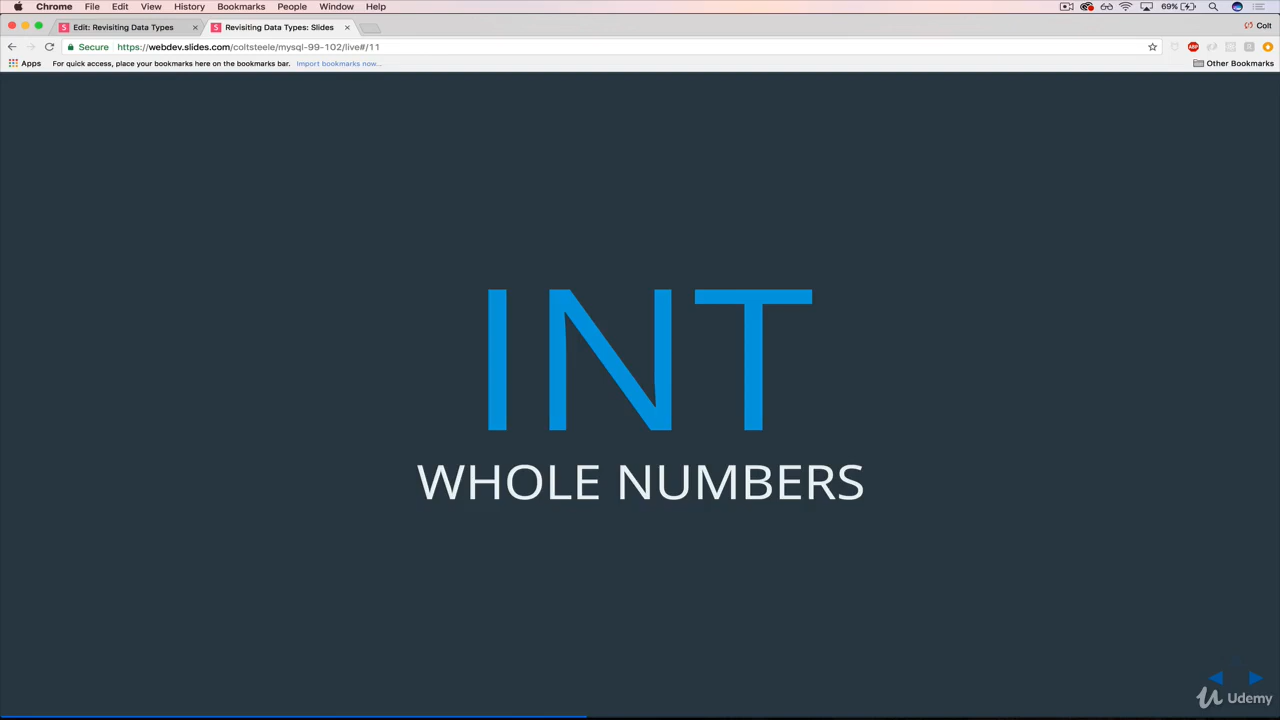 Chrome File Edit View History Bookmarks People Window Help 69%
Edit: Revisiting Data Types Revisiting Data Types: Slides Colt
Secure https://webdev.slides.com/coltsteele/mysql-99-102/live#/11 ABP
Apps For quick access, place your bookmarks here on the bookmarks bar. Import bookmarks now... Other Bookmarks
INT
WHOLE NUMBERS
Udemy